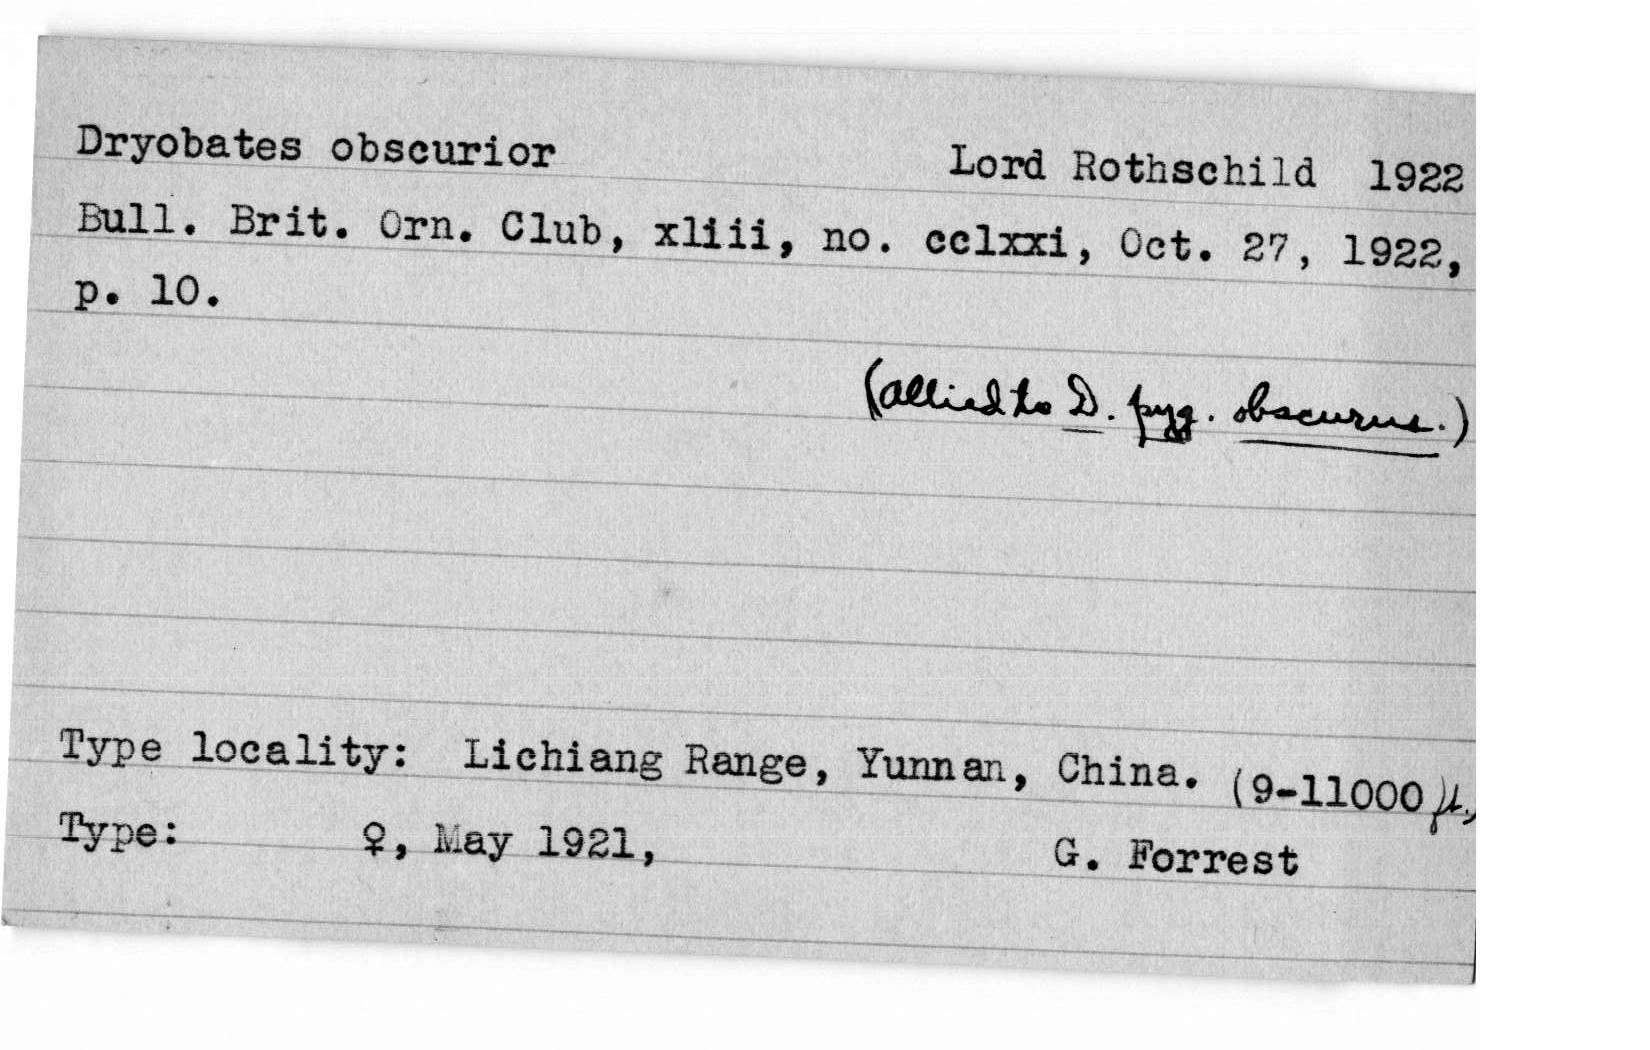 Dryobates obscurior Lord Rothschild 1922
Bull. Brit. Orn. Club, xliii, no. cclxxi, Oct. 27, 1922,
p. 10.
(allied to D. pyg. obscurus.)
Type locality: Lichiang Range, Yunnan, China. (9-11000 ft.)
Type: ♀, May 1921, G. Forrest